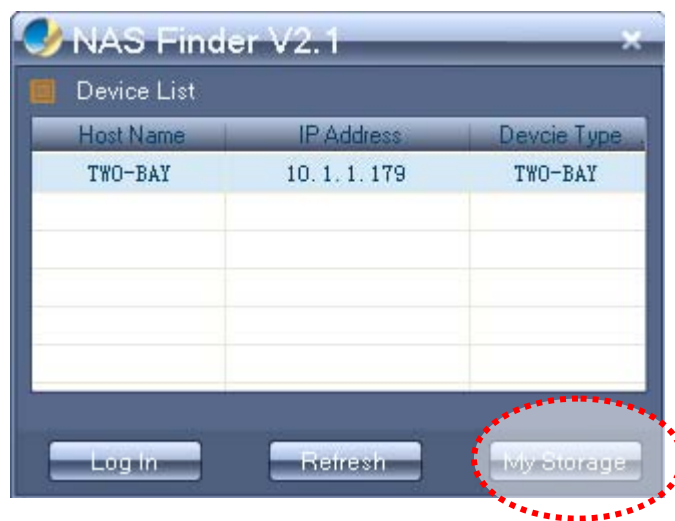 NAS Finder V2.1
Device List
Host Name IP Address Devcie Type
TWO-BAY 10.1.1.179 TWO-BAY
Log In Refresh My Storage